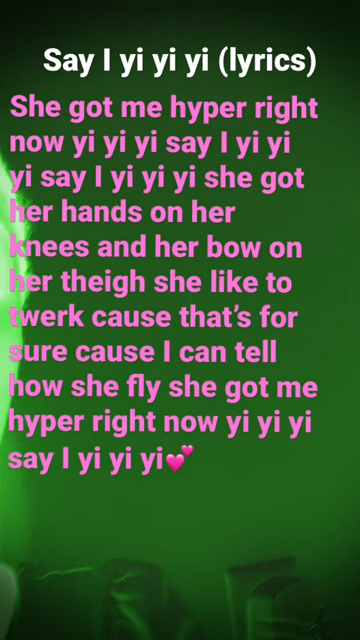 Say I yi yi yi (lyrics)
She got me hyper right
now yi yi yi say I yi yi
yi say I yi yi yi she got
her hands on her
knees and her bow on
her theigh she like to
twerk cause that's for
sure cause I can tell
how she fly she got me
hyper right now yi yi yi
say I yi yi yi💕